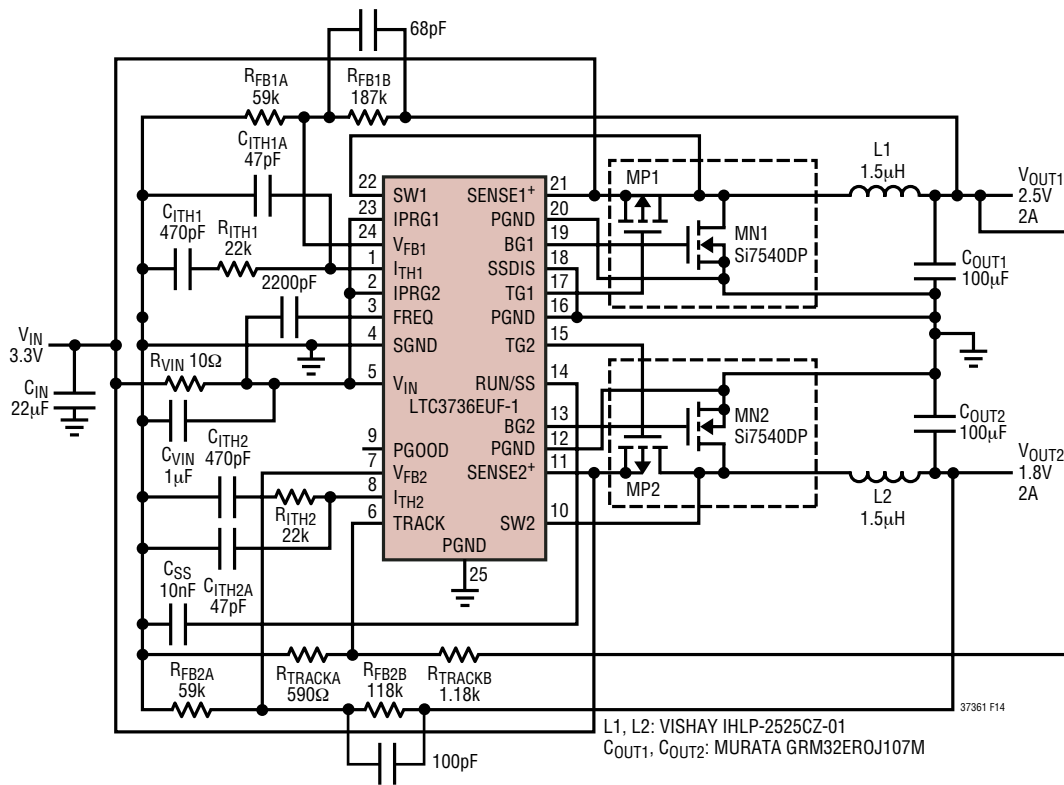 68pF
RFB1A
59k
RFB1B
187k
CITH1A
47pF
CITH1
470pF
RITH1
22k
2200pF
VIN
3.3V
CIN
22µF
RVIN 10Ω
CVIN
1µF
CITH2
470pF
RITH2
22k
CITH2A
47pF
CSS
10nF
RFB2A
59k
RTRACKA
590Ω
RFB2B
118k
RTRACKB
1.18k
100pF
22 SW1
23 IPRG1
24 VFB1
1 ITH1
2 IPRG2
3 FREQ
4 SGND
5 VIN
LTC3736EUF-1
9 PGOOD
7 VFB2
8 ITH2
6 TRACK
PGND
25
SENSE1+ 21
PGND 20
BG1 19
SSDIS 18
TG1 17
PGND 16
TG2 15
RUN/SS 14
BG2 13
PGND 12
SENSE2+ 11
SW2 10
MP1
MN1
Si7540DP
L1
1.5µH
VOUT1
2.5V
2A
COUT1
100µF
MN2
Si7540DP
MP2
COUT2
100µF
L2
1.5µH
VOUT2
1.8V
2A
37361 F14
L1, L2: VISHAY IHLP-2525CZ-01
COUT1, COUT2: MURATA GRM32EROJ107M